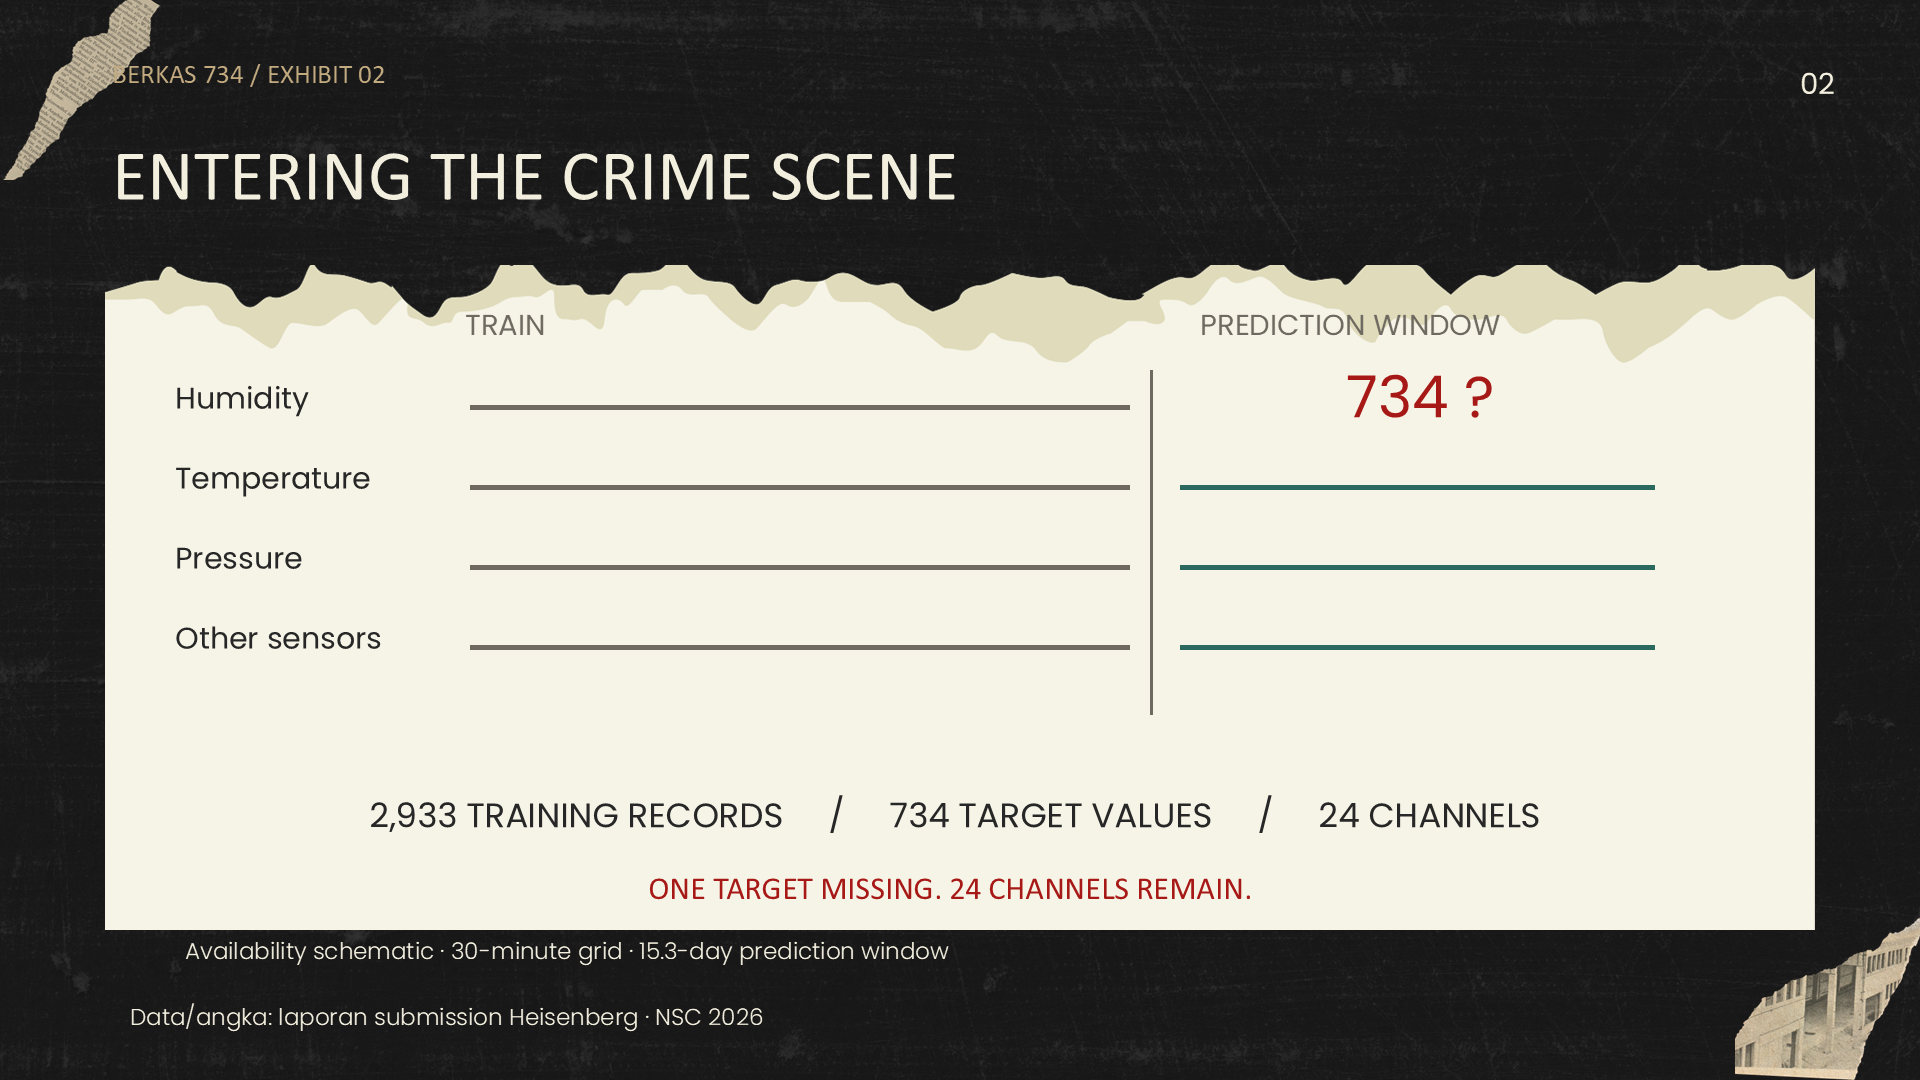 BERKAS 734 / EXHIBIT 02
02
ENTERING THE CRIME SCENE
TRAIN
PREDICTION WINDOW
Humidity
734 ?
Temperature
Pressure
Other sensors
2,933 TRAINING RECORDS / 734 TARGET VALUES / 24 CHANNELS
ONE TARGET MISSING. 24 CHANNELS REMAIN.
Availability schematic · 30-minute grid · 15.3-day prediction window
Data/angka: laporan submission Heisenberg · NSC 2026